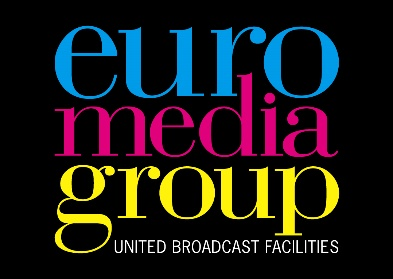 euro
media
group
UNITED BROADCAST FACILITIES